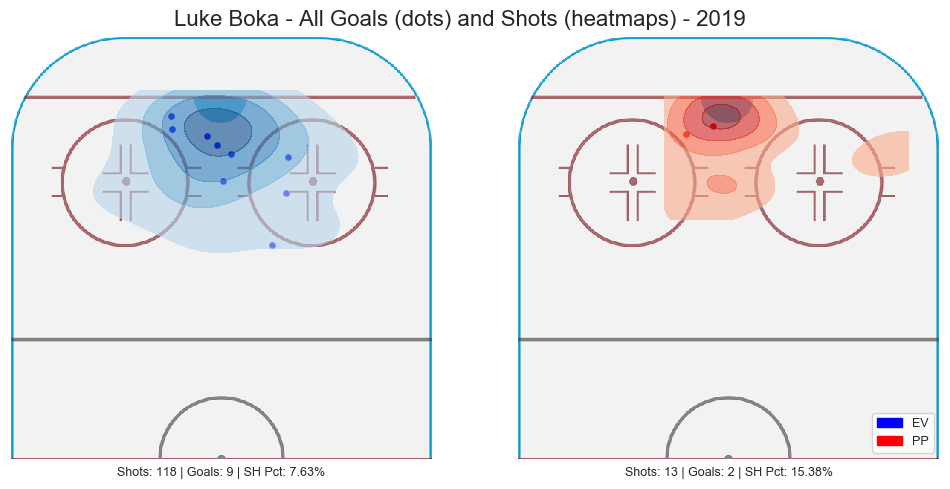 Luke Boka - All Goals (dots) and Shots (heatmaps) - 2019
EV
PP
Shots: 118 | Goals: 9 | SH Pct: 7.63%
Shots: 13 | Goals: 2 | SH Pct: 15.38%